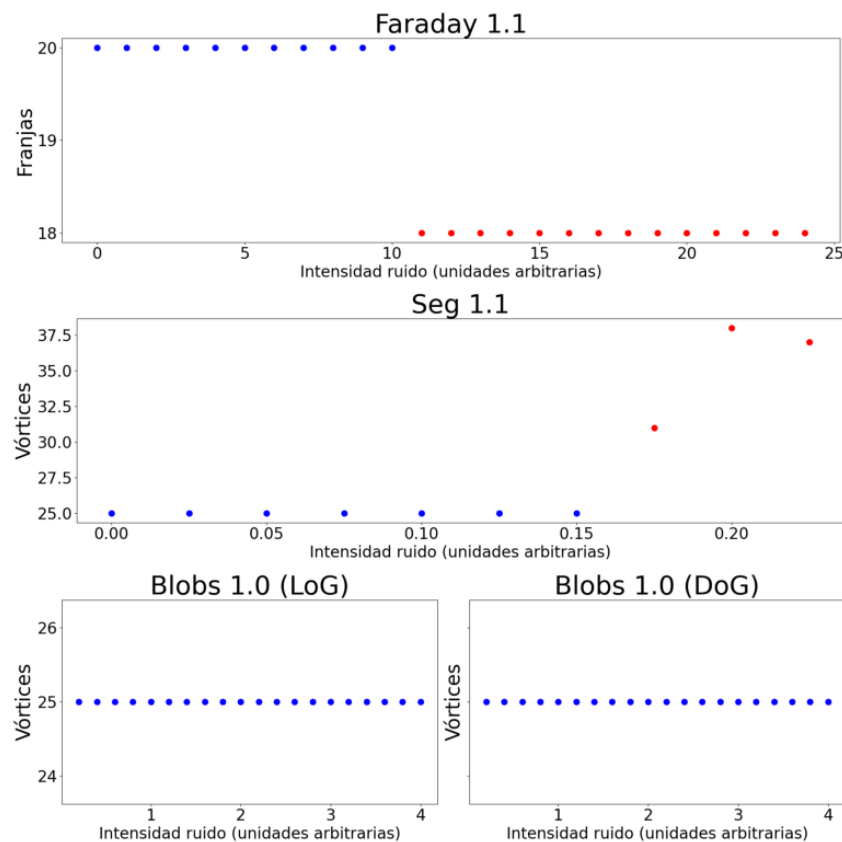 Faraday 1.1
Franjas
20
19
18
0 5 10 15 20 25
Intensidad ruido (unidades arbitrarias)
Seg 1.1
Vórtices
37.5
35.0
32.5
30.0
27.5
25.0
0.00 0.05 0.10 0.15 0.20
Intensidad ruido (unidades arbitrarias)
Blobs 1.0 (LoG)
Vórtices
26
25
24
1 2 3 4
Intensidad ruido (unidades arbitrarias)
Blobs 1.0 (DoG)
Vórtices
1 2 3 4
Intensidad ruido (unidades arbitrarias)